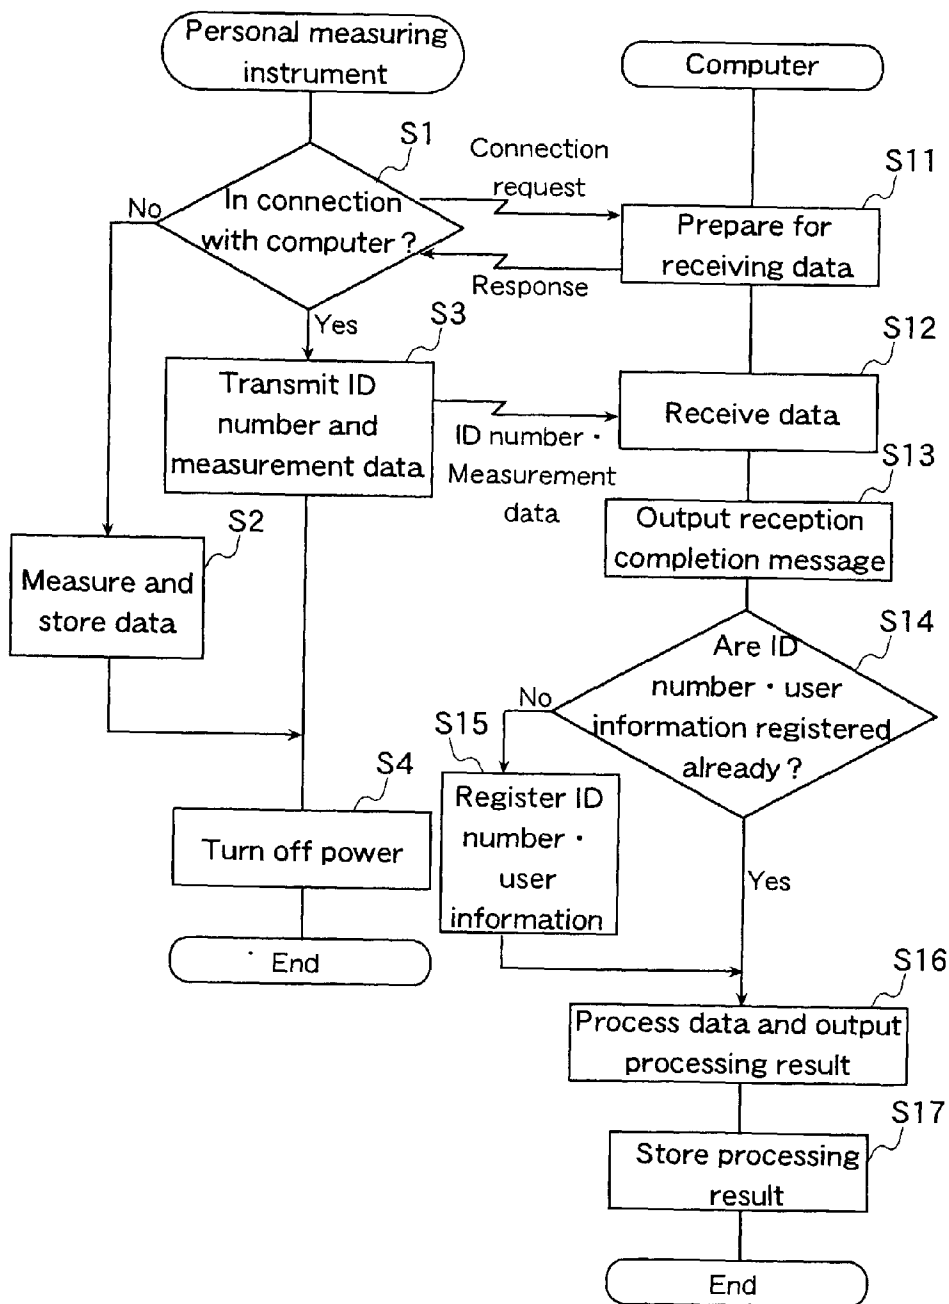 Personal measuring
instrument
Computer
S1
Connection
request
S11
In connection
with computer?
No
Prepare for
receiving data
Response
Yes
S3
S12
Transmit ID
number and
measurement data
Receive data
ID number・
Measurement
data
S13
Output reception
completion message
S2
Measure and
store data
S14
Are ID
number・user
information registered
already?
No
S15
Register ID
number・
user
information
S4
Turn off power
Yes
End
S16
Process data and output
processing result
S17
Store processing
result
End